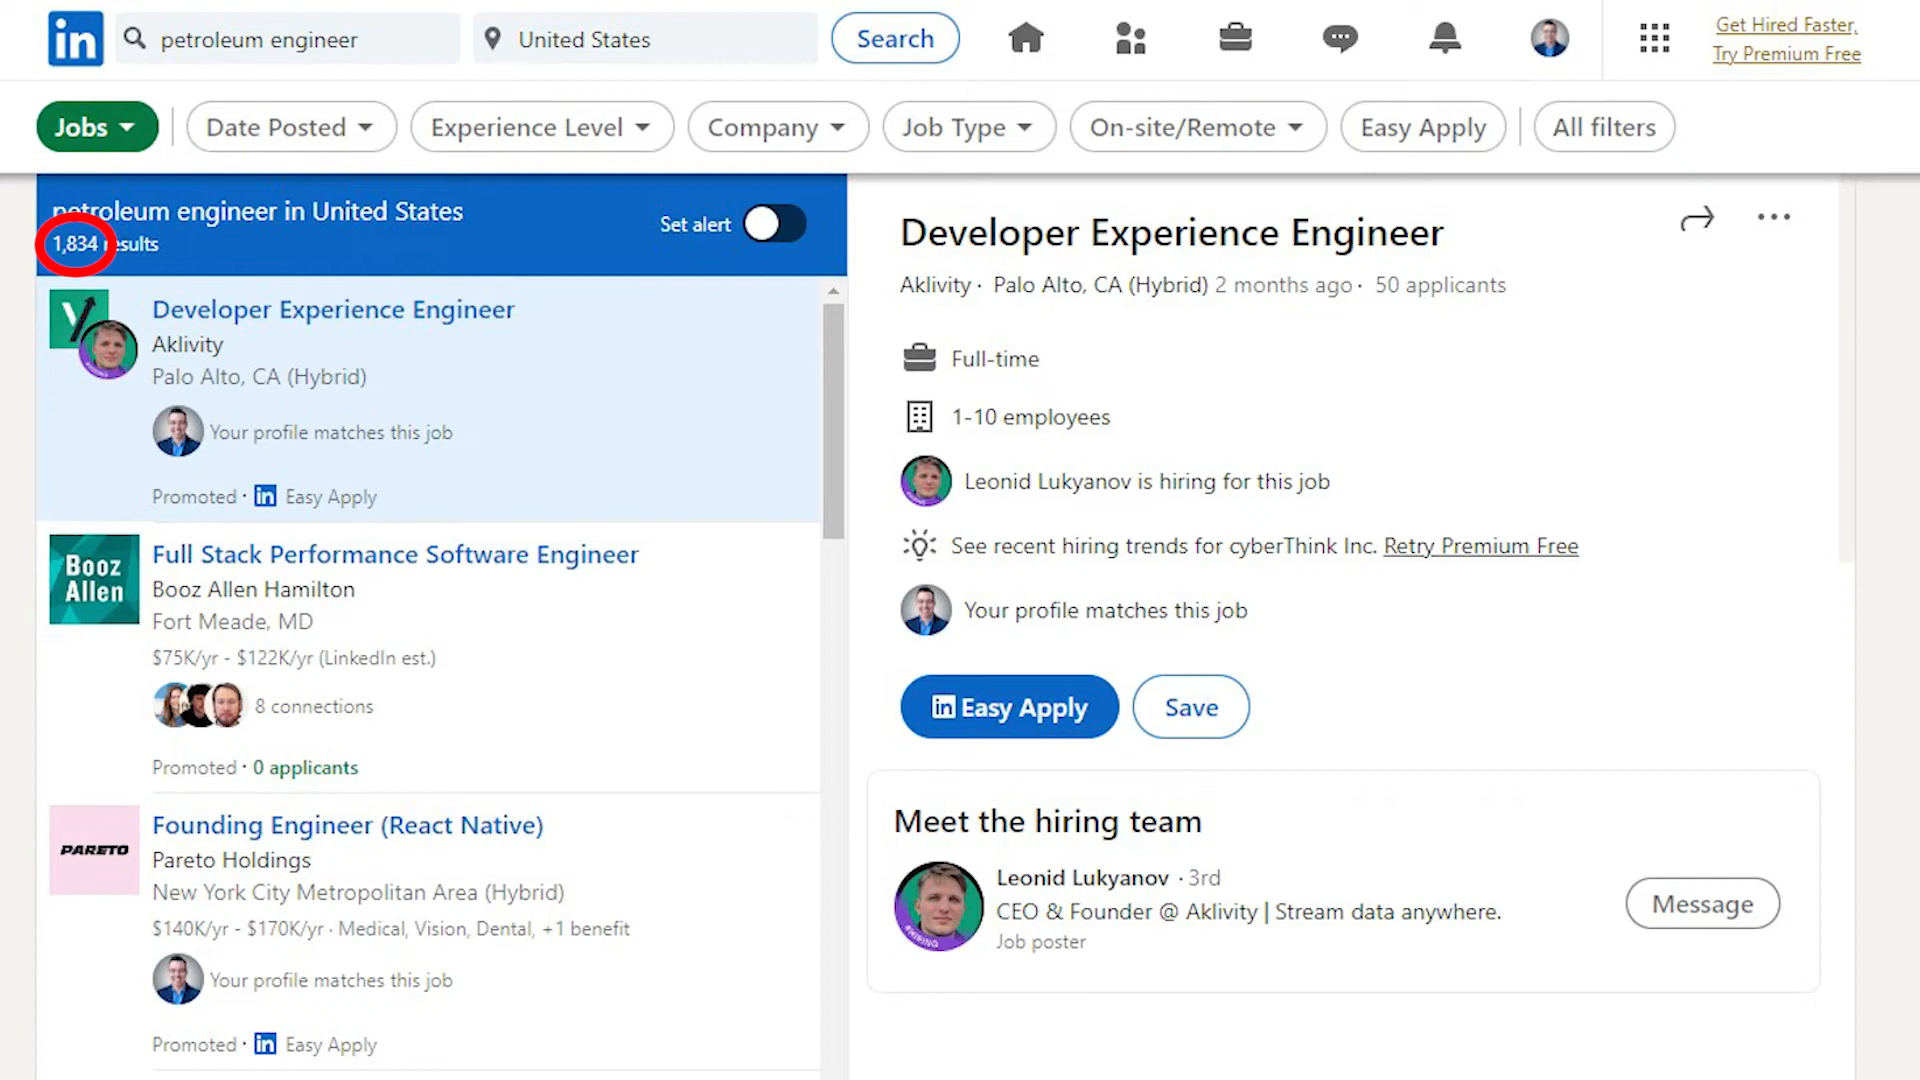 in
petroleum engineer
United States
Search
Get Hired Faster,
Try Premium Free
Jobs
Date Posted
Experience Level
Company
Job Type
On-site/Remote
Easy Apply
All filters
petroleum engineer in United States
1,834 results
Set alert
Developer Experience Engineer
Aklivity
Palo Alto, CA (Hybrid)
Your profile matches this job
Promoted · in Easy Apply
Booz
Allen
Full Stack Performance Software Engineer
Booz Allen Hamilton
Fort Meade, MD
$75K/yr - $122K/yr (LinkedIn est.)
8 connections
Promoted · 0 applicants
PARETO
Founding Engineer (React Native)
Pareto Holdings
New York City Metropolitan Area (Hybrid)
$140K/yr - $170K/yr · Medical, Vision, Dental, +1 benefit
Your profile matches this job
Promoted · in Easy Apply
Developer Experience Engineer
Aklivity · Palo Alto, CA (Hybrid) 2 months ago · 50 applicants
Full-time
1-10 employees
Leonid Lukyanov is hiring for this job
See recent hiring trends for cyberThink Inc. Retry Premium Free
Your profile matches this job
in Easy Apply
Save
Meet the hiring team
Leonid Lukyanov · 3rd
CEO & Founder @ Aklivity | Stream data anywhere.
Job poster
#HIRING
Message